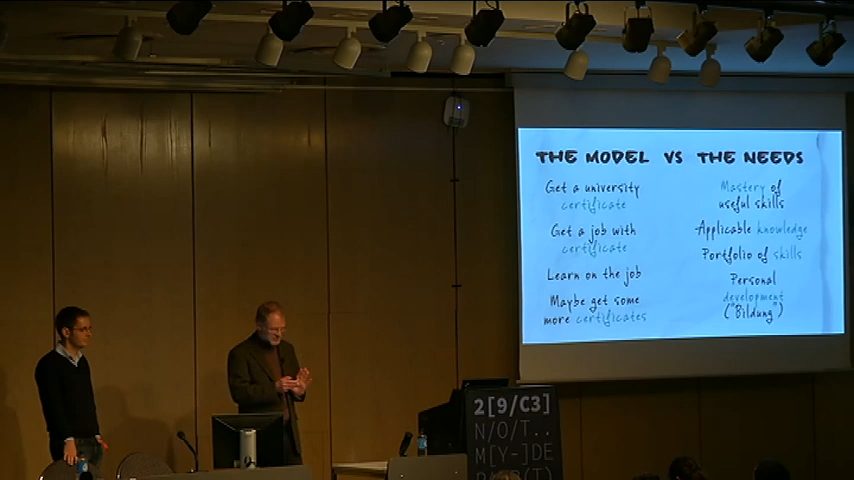 THE MODEL VS THE NEEDS
Get a university
certificate
Get a job with
certificate
Learn on the job
Maybe get some
more certificates
Mastery of
useful skills
Applicable knowledge
Portfolio of skills
Personal
development
("Bildung")
2[9/C3]
N/O/T..
M[Y-]DE